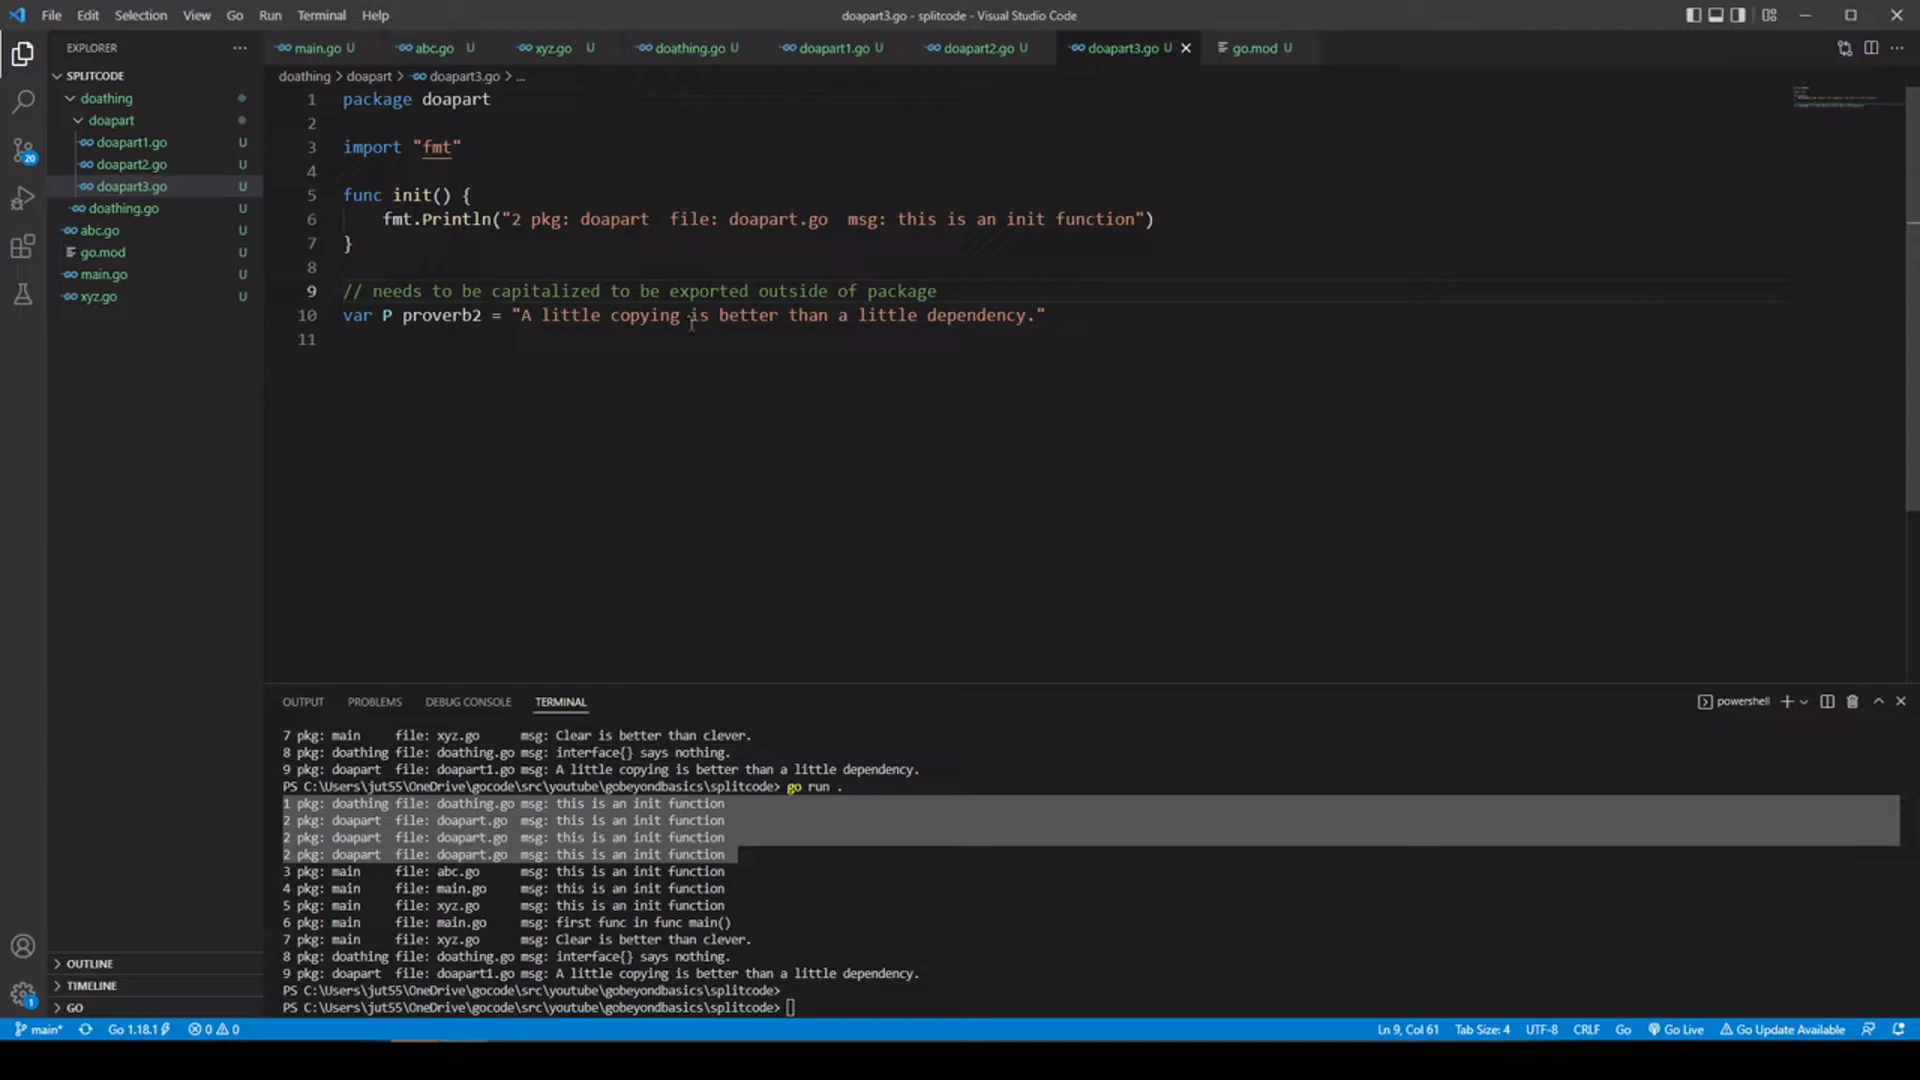 File Edit Selection View Go Run Terminal Help
doapart3.go - splitcode - Visual Studio Code
EXPLORER
SPLITCODE
doathing
doapart
doapart1.go U
doapart2.go U
doapart3.go U
doathing.go U
abc.go U
go.mod U
main.go U
xyz.go U
OUTLINE
TIMELINE
GO
20
1
main.go U abc.go U xyz.go U doathing.go U doapart1.go U doapart2.go U doapart3.go U go.mod U
doathing > doapart > doapart3.go > ...
1 package doapart
2
3 import "fmt"
4
5 func init() {
6 fmt.Println("2 pkg: doapart  file: doapart.go  msg: this is an init function")
7 }
8
9 // needs to be capitalized to be exported outside of package
10 var P proverb2 = "A little copying is better than a little dependency."
11
OUTPUT PROBLEMS DEBUG CONSOLE TERMINAL
powershell
7 pkg: main     file: xyz.go      msg: Clear is better than clever.
8 pkg: doathing file: doathing.go msg: interface{} says nothing.
9 pkg: doapart  file: doapart1.go msg: A little copying is better than a little dependency.
PS C:\Users\jut55\OneDrive\gocode\src\youtube\gobeyondbasics\splitcode> go run .
1 pkg: doathing file: doathing.go msg: this is an init function
2 pkg: doapart  file: doapart.go  msg: this is an init function
2 pkg: doapart  file: doapart.go  msg: this is an init function
2 pkg: doapart  file: doapart.go  msg: this is an init function
3 pkg: main     file: abc.go      msg: this is an init function
4 pkg: main     file: main.go     msg: this is an init function
5 pkg: main     file: xyz.go      msg: this is an init function
6 pkg: main     file: main.go     msg: first func in func main()
7 pkg: main     file: xyz.go      msg: Clear is better than clever.
8 pkg: doathing file: doathing.go msg: interface{} says nothing.
9 pkg: doapart  file: doapart1.go msg: A little copying is better than a little dependency.
PS C:\Users\jut55\OneDrive\gocode\src\youtube\gobeyondbasics\splitcode>
PS C:\Users\jut55\OneDrive\gocode\src\youtube\gobeyondbasics\splitcode>
main* Go 1.18.1 0 0 Ln 9, Col 61 Tab Size: 4 UTF-8 CRLF Go Go Live Go Update Available